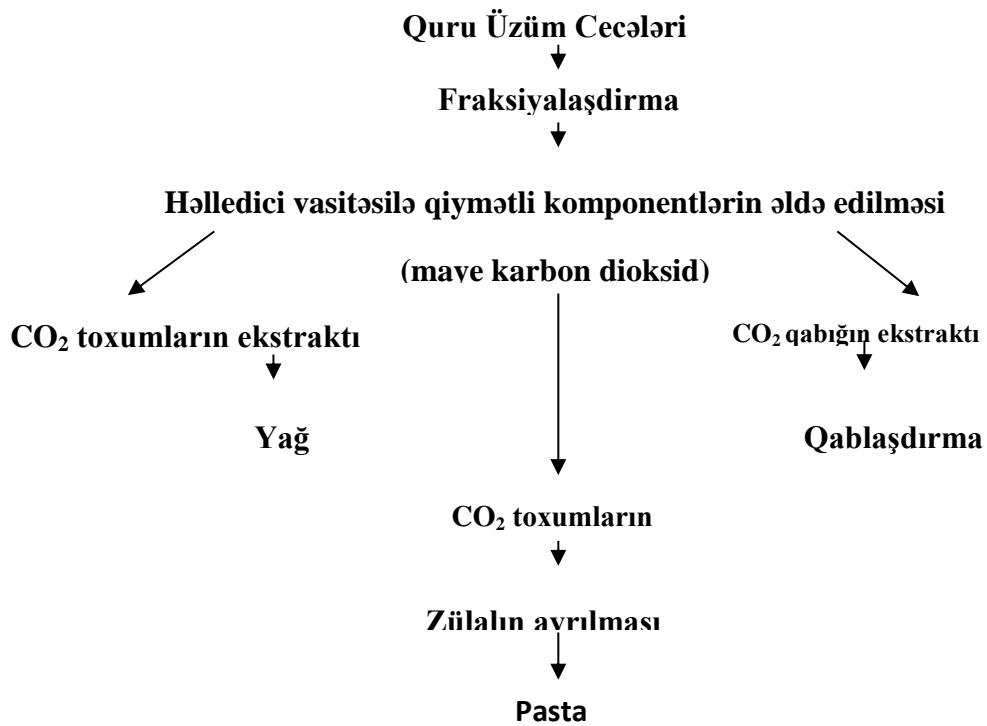 Quru Üzüm Cecələri
Fraksiyalaşdirma
Həlledici vasitəsilə qiymətli komponentlərin əldə edilməsi
(maye karbon dioksid)
CO₂ toxumların ekstraktı
CO₂ qabığın ekstraktı
Yağ
Qablaşdırma
CO₂ toxumların
Zülalın ayrılması
Pasta